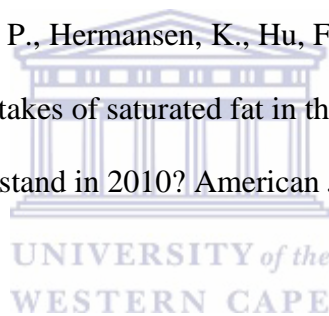 P., Hermansen, K., Hu, F
takes of saturated fat in th
stand in 2010? American
UNIVERSITY of the
WESTERN CAPE